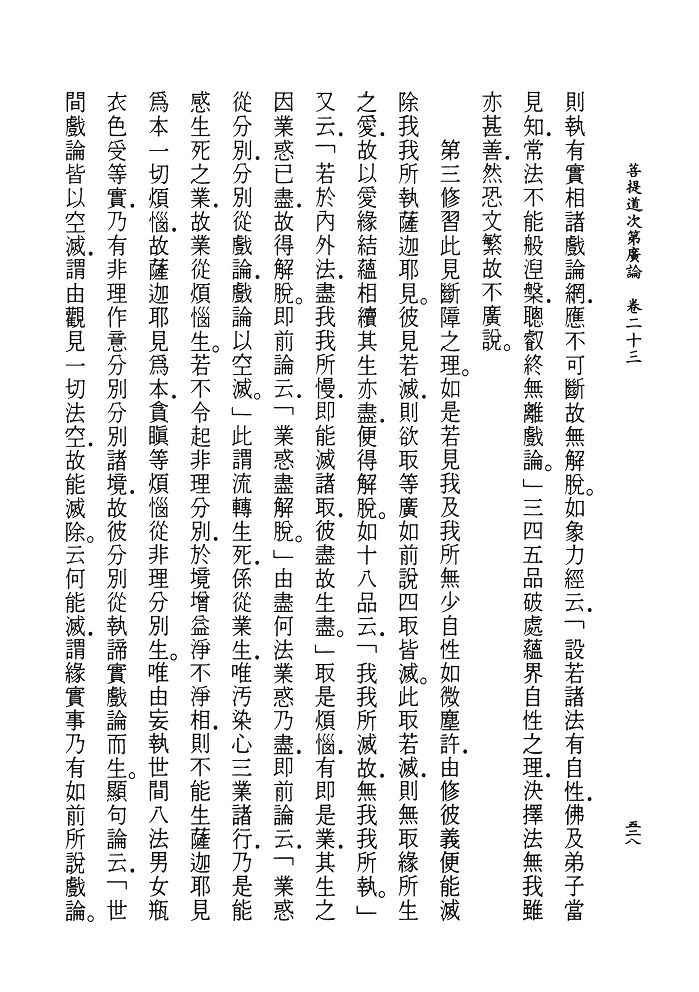 菩提道次第廣論　卷二十三
五二八
則執有實相諸戲論網．應不可斷故無解脫。如象力經云．「設若諸法有自性．佛及弟子當
見知．常法不能般涅槃．聰叡終無離戲論。」三四五品破處蘊界自性之理．決擇法無我雖
亦甚善．然恐文繁故不廣說。
第三修習此見斷障之理。如是若見我及我所無少自性如微塵許．由修彼義便能滅
除我我所執薩迦耶見。彼見若滅．則欲取等廣如前說四取皆滅。此取若滅．則無取緣所生
之愛．故以愛緣結蘊相續其生亦盡．便得解脫。如十八品云．「我我所滅故．無我我所執。」
又云．「若於內外法．盡我我所慢．即能滅諸取．彼盡故生盡。」取是煩惱．有即是業．其生之
因業惑已盡．故得解脫。即前論云．「業惑盡解脫。」由盡何法業惑乃盡．即前論云．「業惑
從分別．分別從戲論．戲論以空滅。」此謂流轉生死．係從業生．唯汚染心三業諸行．乃是能
感生死之業．故業從煩惱生。若不令起非理分別．於境增益淨不淨相．則不能生薩迦耶見
爲本一切煩惱．故薩迦耶見爲本．貪瞋等煩惱從非理分別生。唯由妄執世間八法男女瓶
衣色受等實．乃有非理作意分別分別諸境．故彼分別從執諦實戲論而生。顯句論云．「世
間戲論皆以空滅．謂由觀見一切法空．故能滅除。云何能滅．謂緣實事乃有如前所說戲論。